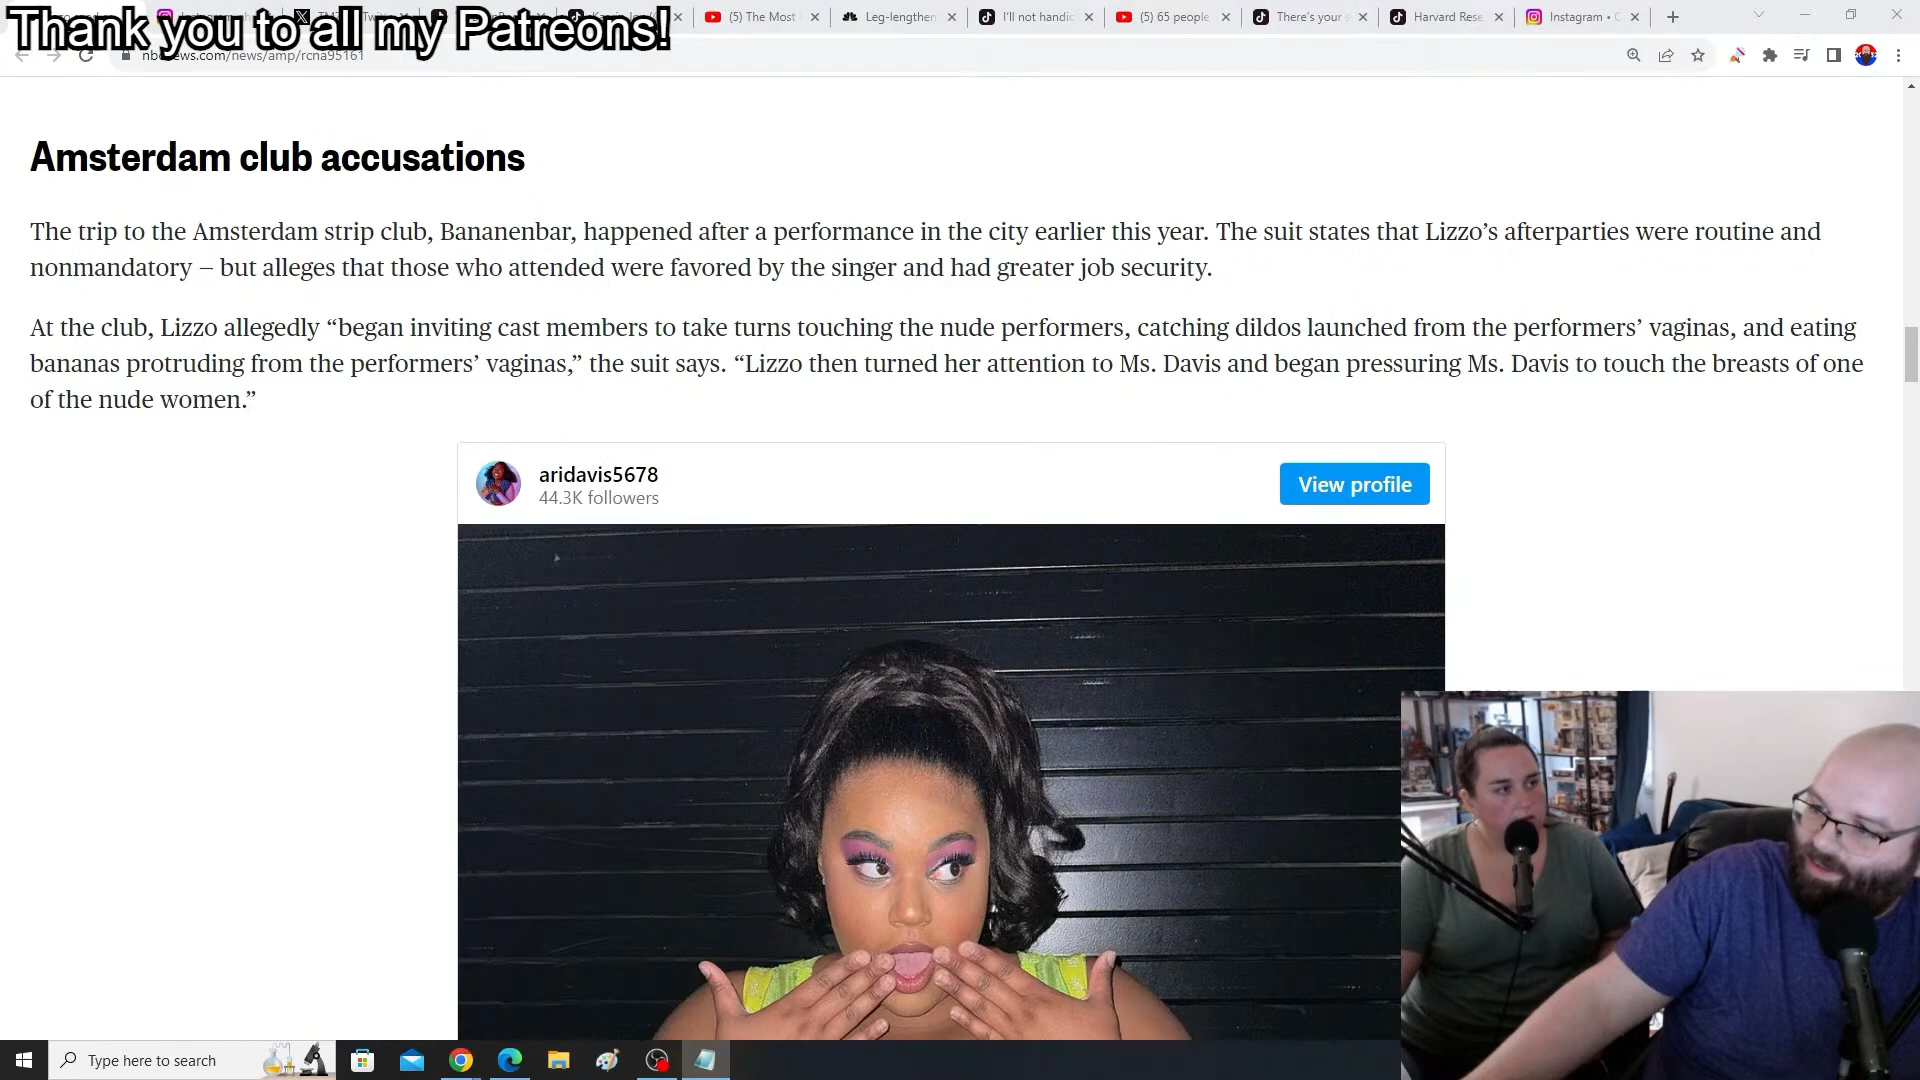 Thank you to all my Patreons!
(5) The Most
Leg-lengthen
I'll not handic
(5) 65 people
There's your
Harvard Rese
Instagram • C
nbcnews.com/news/amp/rcna95161
Amsterdam club accusations
The trip to the Amsterdam strip club, Bananenbar, happened after a performance in the city earlier this year. The suit states that Lizzo’s afterparties were routine and
nonmandatory – but alleges that those who attended were favored by the singer and had greater job security.
At the club, Lizzo allegedly “began inviting cast members to take turns touching the nude performers, catching dildos launched from the performers’ vaginas, and eating
bananas protruding from the performers’ vaginas,” the suit says. “Lizzo then turned her attention to Ms. Davis and began pressuring Ms. Davis to touch the breasts of one
of the nude women.”
aridavis5678
44.3K followers
View profile
Type here to search